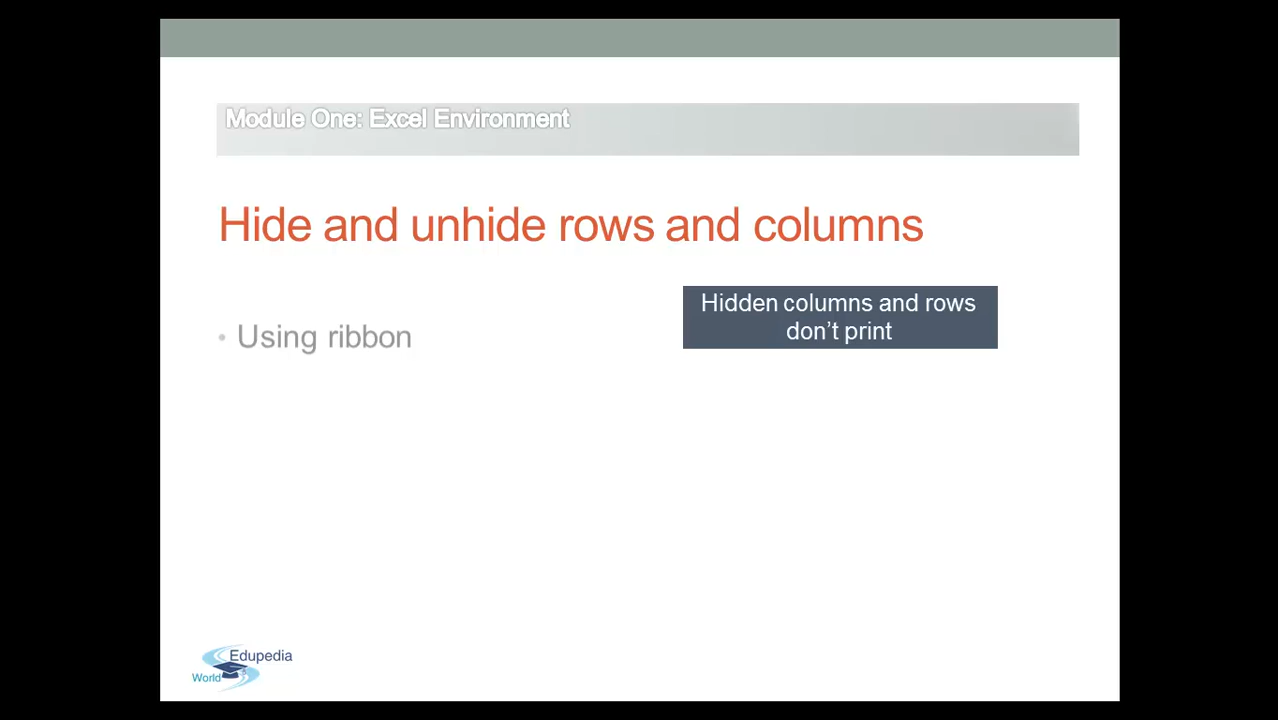 Module One: Excel Environment
Hide and unhide rows and columns
Hidden columns and rows
don’t print
• Using ribbon
Edupedia
World